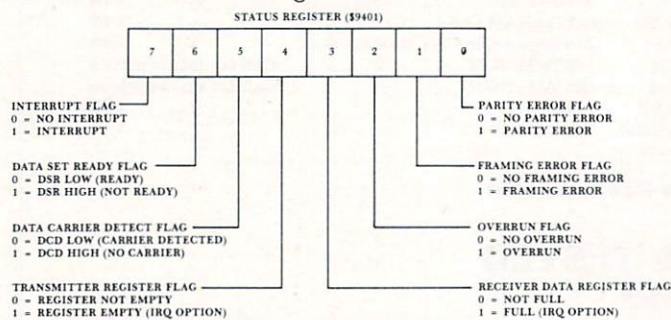 STATUS REGISTER ($9401)
7 6 5 4 3 2 1 0
INTERRUPT FLAG
0 = NO INTERRUPT
1 = INTERRUPT
DATA SET READY FLAG
0 = DSR LOW (READY)
1 = DSR HIGH (NOT READY)
DATA CARRIER DETECT FLAG
0 = DCD LOW (CARRIER DETECTED)
1 = DCD HIGH (NO CARRIER)
TRANSMITTER REGISTER FLAG
0 = REGISTER NOT EMPTY
1 = REGISTER EMPTY (IRQ OPTION)
PARITY ERROR FLAG
0 = NO PARITY ERROR
1 = PARITY ERROR
FRAMING ERROR FLAG
0 = NO FRAMING ERROR
1 = FRAMING ERROR
OVERRUN FLAG
0 = NO OVERRUN
1 = OVERRUN
RECEIVER DATA REGISTER FLAG
0 = NOT FULL
1 = FULL (IRQ OPTION)